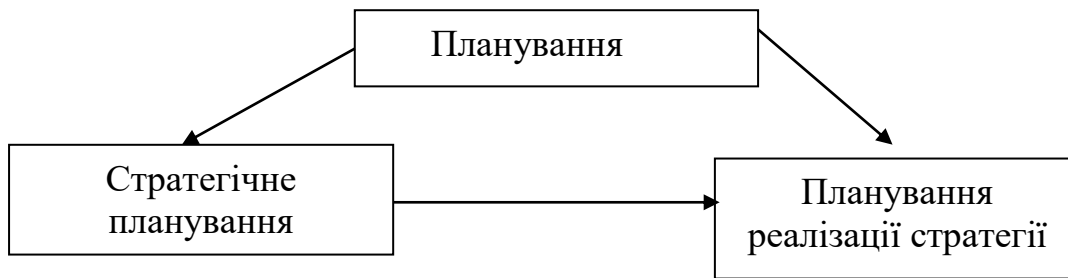 Планування
Стратегічне
планування
Планування
реалізації стратегії